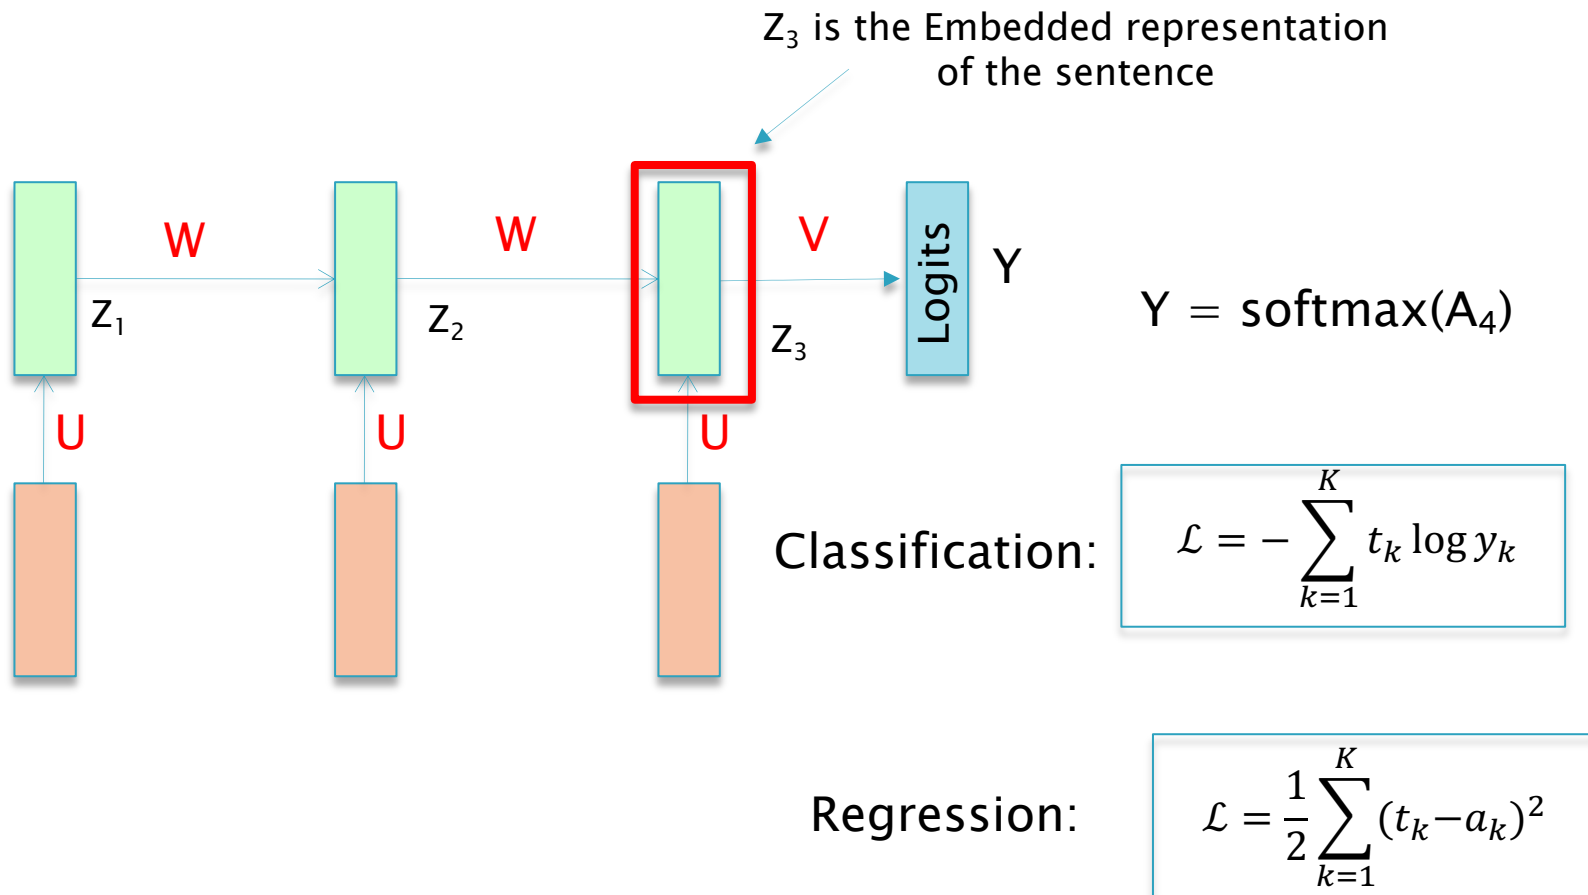 Z₃ is the Embedded representation
of the sentence
W
W
V
Logits
Y
Z₁
Z₂
Z₃
Y = softmax(A₄)
U
U
U
Classification:
ℒ = − ∑_{k=1}^{K} t_k log y_k
Regression:
ℒ = 1/2 ∑_{k=1}^{K} (t_k−a_k)²